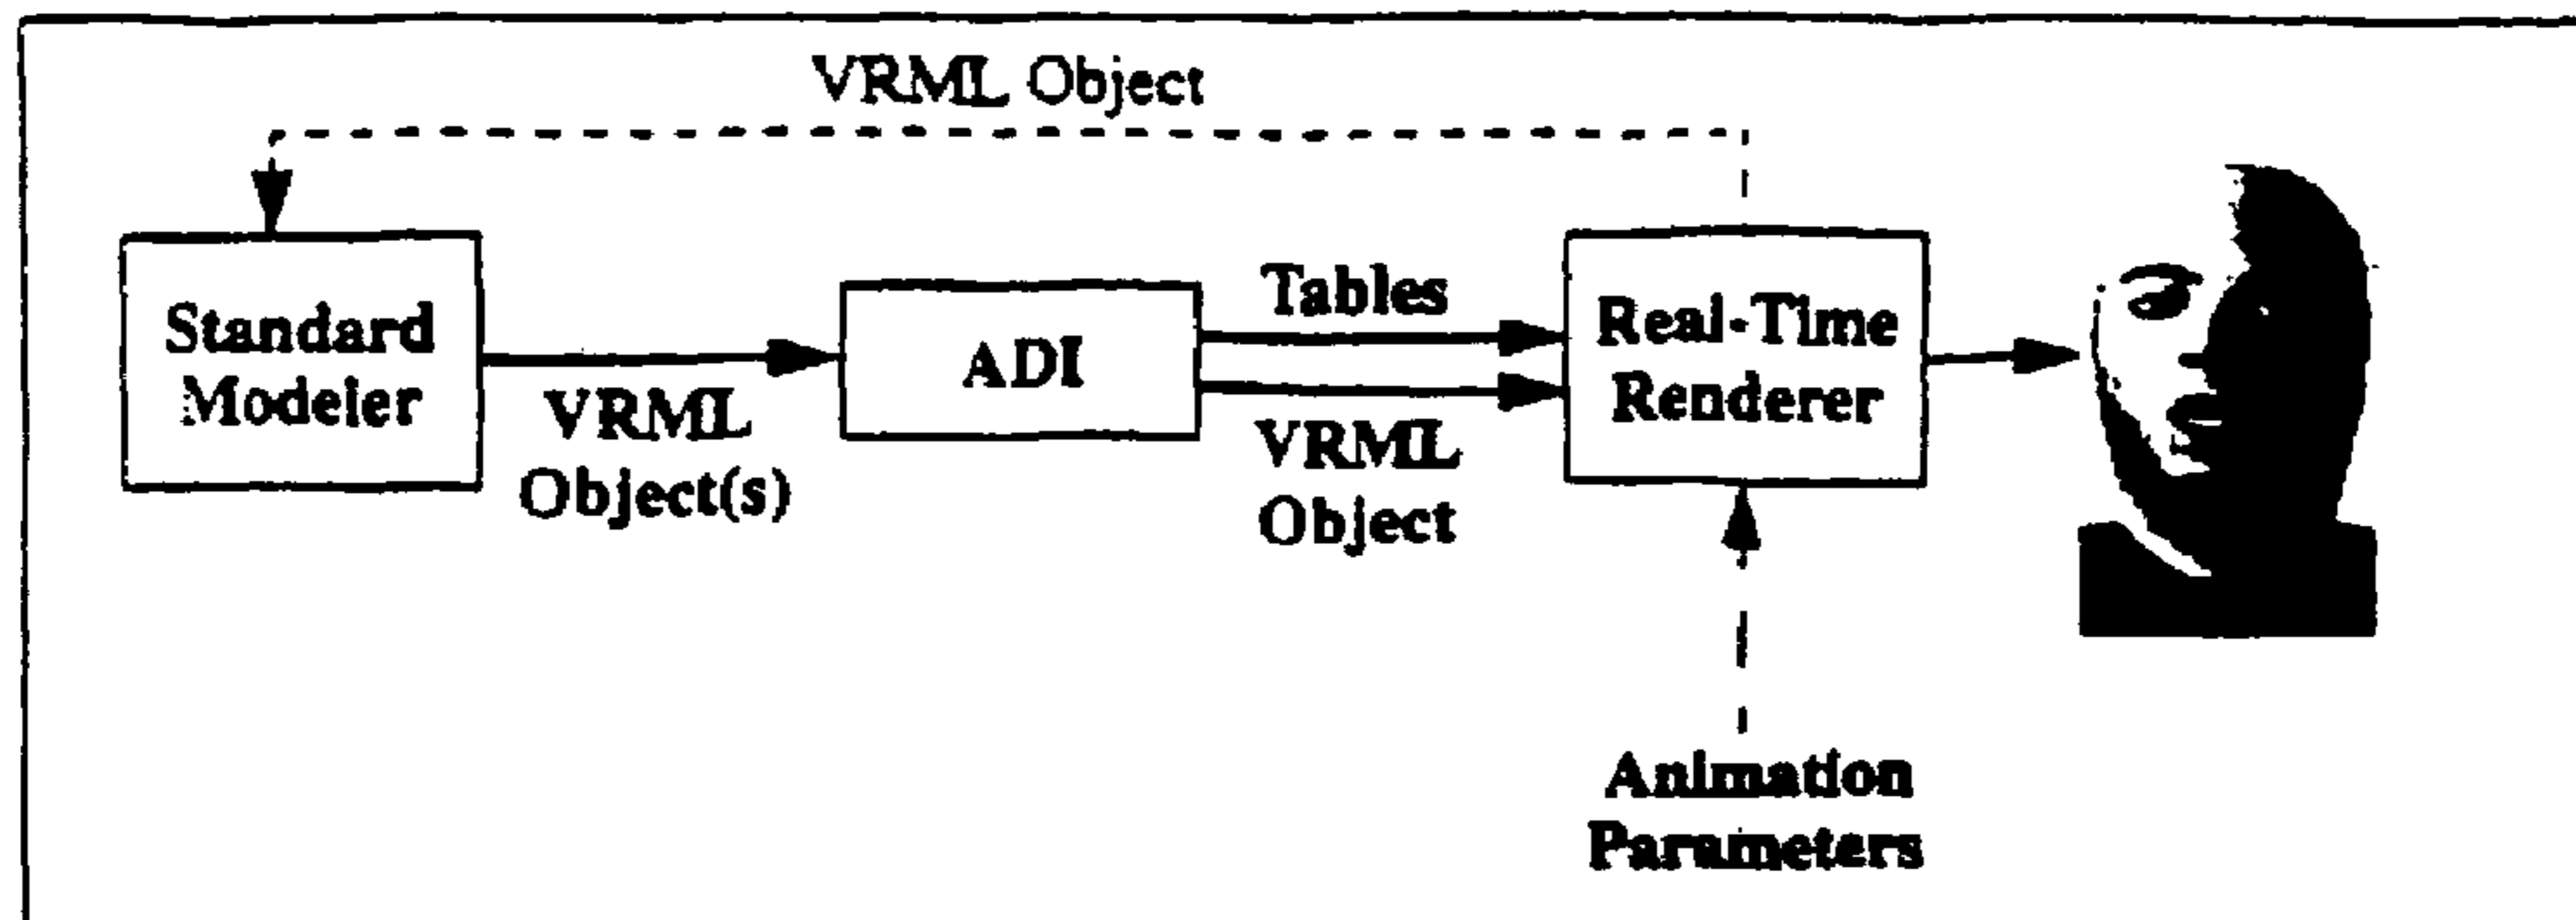 VRML Object
Standard
Modeler
VRML
Object(s)
ADI
Tables
VRML
Object
Real-Time
Renderer
Animation
Parameters